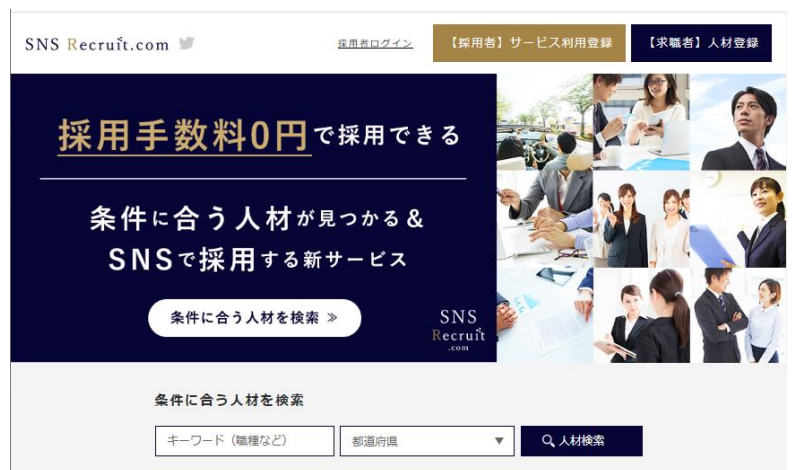 SNS Recruit.com
採用者ログイン
【採用者】サービス利用登録
【求職者】人材登録
採用手数料0円で採用できる
条件に合う人材が見つかる&
SNSで採用する新サービス
条件に合う人材を検索 ≫
SNS
Recruit
.com
条件に合う人材を検索
キーワード（職種など）
都道府県 ▼
人材検索